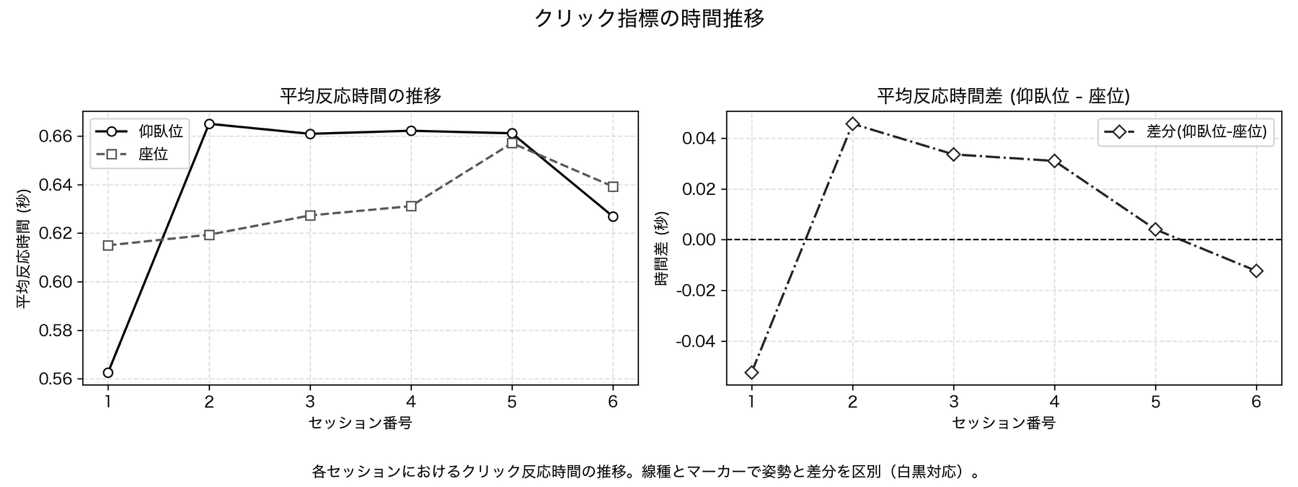 クリック指標の時間推移
平均反応時間の推移
仰臥位
座位
平均反応時間 (秒)
0.66
0.64
0.62
0.60
0.58
0.56
1 2 3 4 5 6
セッション番号
平均反応時間差 (仰臥位 - 座位)
差分(仰臥位-座位)
時間差 (秒)
0.04
0.02
0.00
-0.02
-0.04
1 2 3 4 5 6
セッション番号
各セッションにおけるクリック反応時間の推移。線種とマーカーで姿勢と差分を区別（白黒対応）。